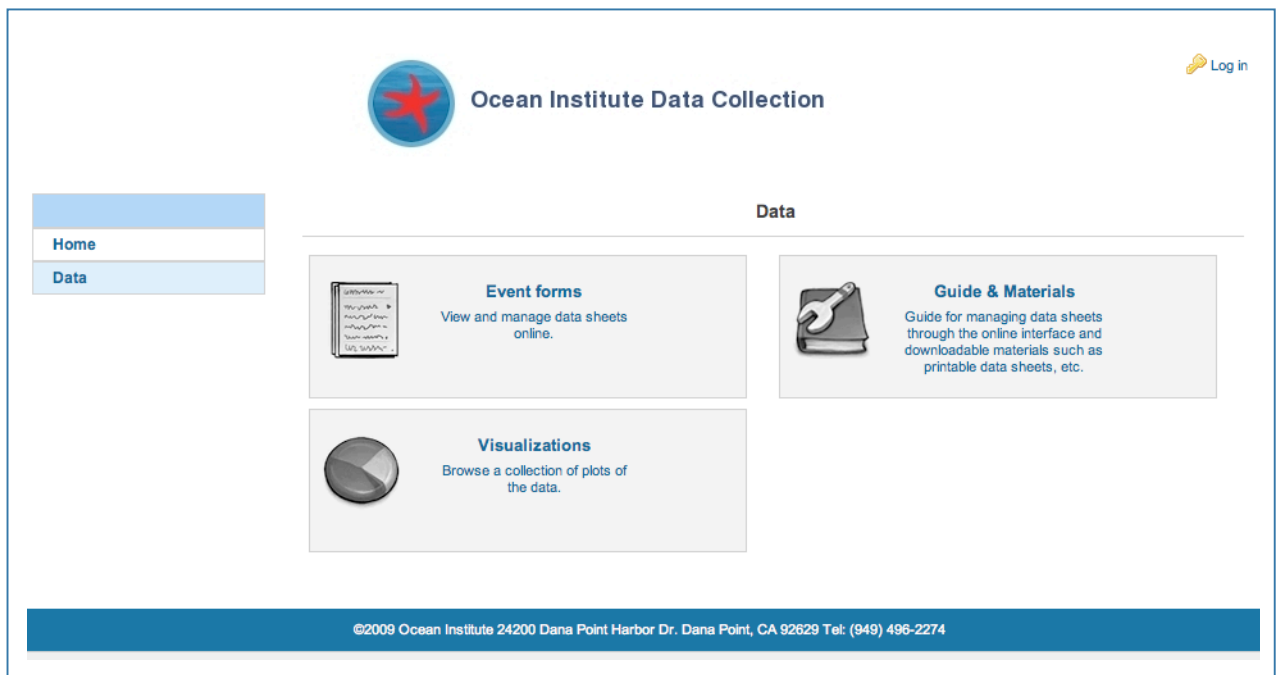 Log in
Ocean Institute Data Collection
Home
Data
Data
Event forms
View and manage data sheets
online.
Guide & Materials
Guide for managing data sheets
through the online interface and
downloadable materials such as
printable data sheets, etc.
Visualizations
Browse a collection of plots of
the data.
©2009 Ocean Institute 24200 Dana Point Harbor Dr. Dana Point, CA 92629 Tel: (949) 496-2274